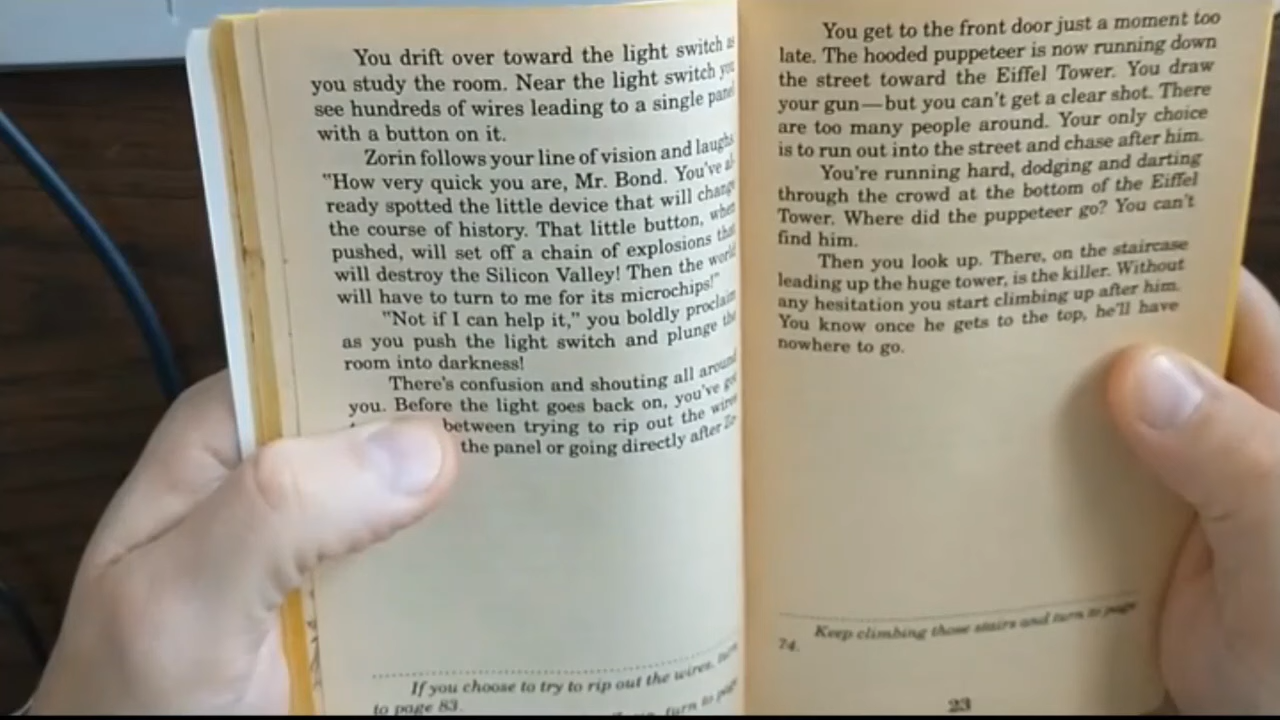 You drift over toward the light switch as
you study the room. Near the light switch you
see hundreds of wires leading to a single panel
with a button on it.
Zorin follows your line of vision and laughs
"How very quick you are, Mr. Bond. You've al-
ready spotted the little device that will change
the course of history. That little button, when
pushed, will set off a chain of explosions that
will destroy the Silicon Valley! Then the world
will have to turn to me for its microchips!"
"Not if I can help it," you boldly proclaim
as you push the light switch and plunge the
room into darkness!
There's confusion and shouting all around
you. Before the light goes back on, you've got
between trying to rip out the wires
the panel or going directly after Zo-
If you choose to try to rip out the wires, turn
to page 83.
turn to page
You get to the front door just a moment too
late. The hooded puppeteer is now running down
the street toward the Eiffel Tower. You draw
your gun—but you can't get a clear shot. There
are too many people around. Your only choice
is to run out into the street and chase after him.
You're running hard, dodging and darting
through the crowd at the bottom of the Eiffel
Tower. Where did the puppeteer go? You can't
find him.
Then you look up. There, on the staircase
leading up the huge tower, is the killer. Without
any hesitation you start climbing up after him.
You know once he gets to the top, he'll have
nowhere to go.
Keep climbing those stairs and turn to page
74.
23